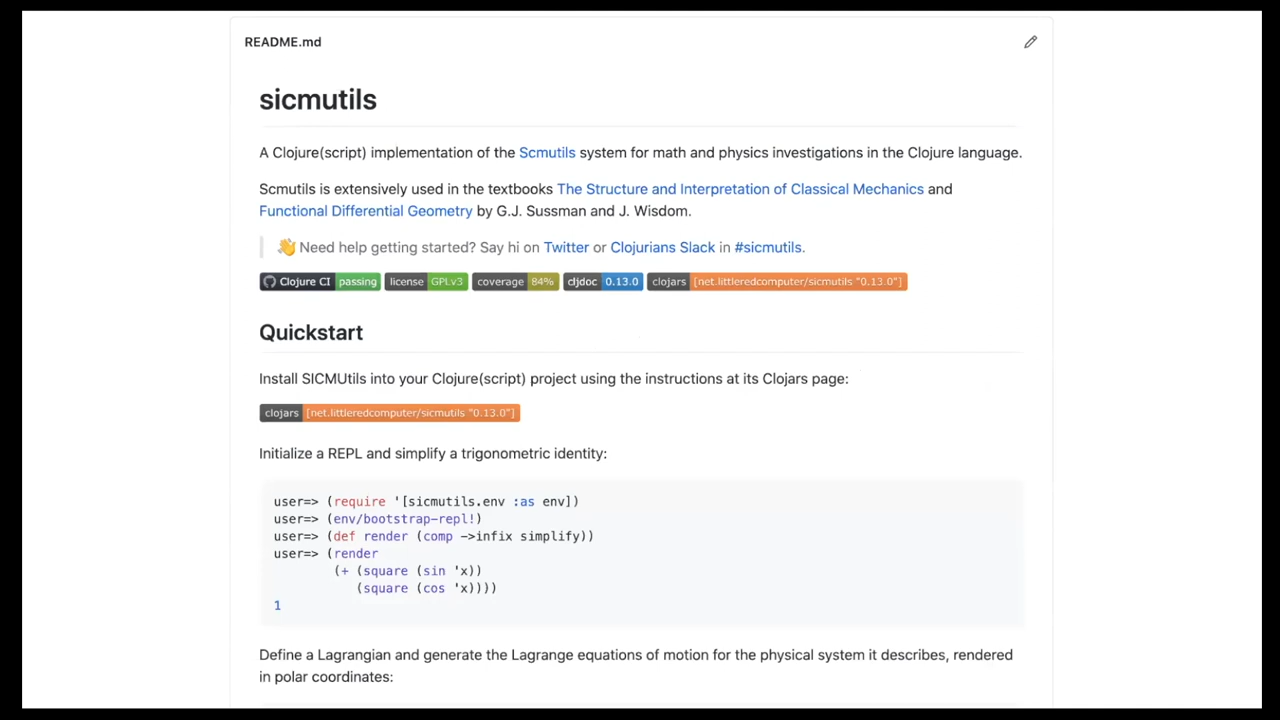 README.md
sicmutils
A Clojure(script) implementation of the Scmutils system for math and physics investigations in the Clojure language.
Scmutils is extensively used in the textbooks The Structure and Interpretation of Classical Mechanics and
Functional Differential Geometry by G.J. Sussman and J. Wisdom.
👋 Need help getting started? Say hi on Twitter or Clojurians Slack in #sicmutils.
Clojure CI passing license GPLv3 coverage 84% cljdoc 0.13.0 clojars [net.littleredcomputer/sicmutils "0.13.0"]
Quickstart
Install SICMUtils into your Clojure(script) project using the instructions at its Clojars page:
clojars [net.littleredcomputer/sicmutils "0.13.0"]
Initialize a REPL and simplify a trigonometric identity:
user=> (require '[sicmutils.env :as env])
user=> (env/bootstrap-repl!)
user=> (def render (comp ->infix simplify))
user=> (render
(+ (square (sin 'x))
(square (cos 'x))))
1
Define a Lagrangian and generate the Lagrange equations of motion for the physical system it describes, rendered
in polar coordinates: